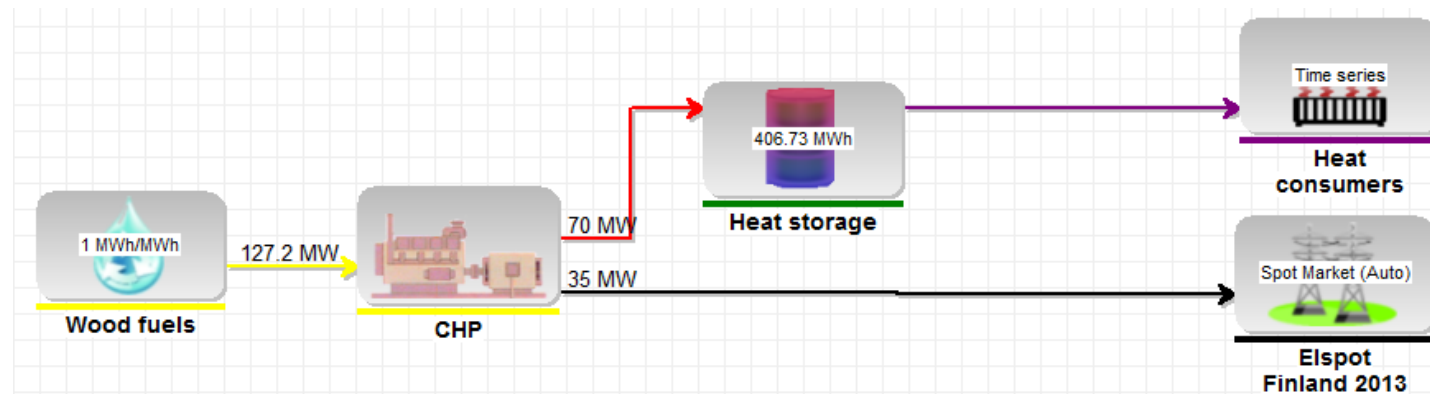 Time series
Heat
consumers
406.73 MWh
Heat storage
70 MW
1 MWh/MWh
127.2 MW
35 MW
Spot Market (Auto)
Wood fuels
CHP
Elspot
Finland 2013